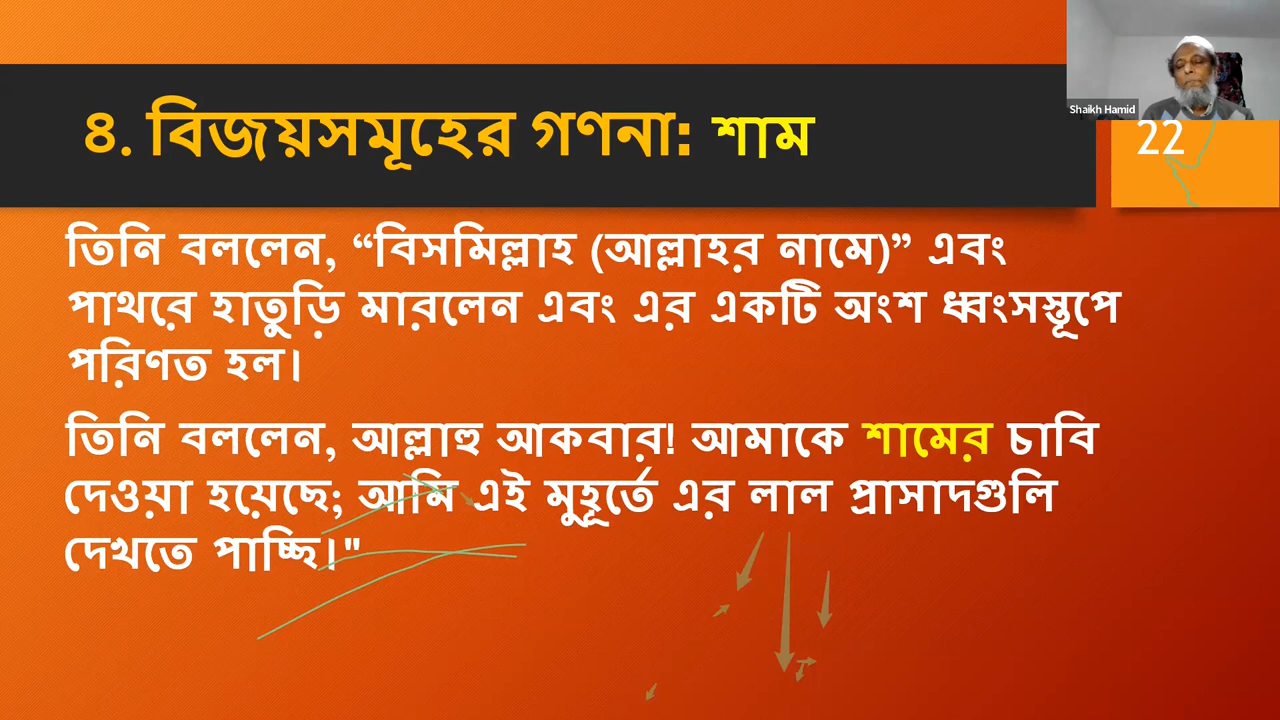 Shaikh Hamid
৪. বিজয়সমূহের গণনা: শাম
22
তিনি বললেন, “বিসমিল্লাহ (আল্লাহর নামে)” এবং
পাথরে হাতুড়ি মারলেন এবং এর একটি অংশ ধ্বংসস্তূপে
পরিণত হল।
তিনি বললেন, আল্লাহু আকবার! আমাকে শামের চাবি
দেওয়া হয়েছে; আমি এই মুহূর্তে এর লাল প্রাসাদগুলি
দেখতে পাচ্ছি।"